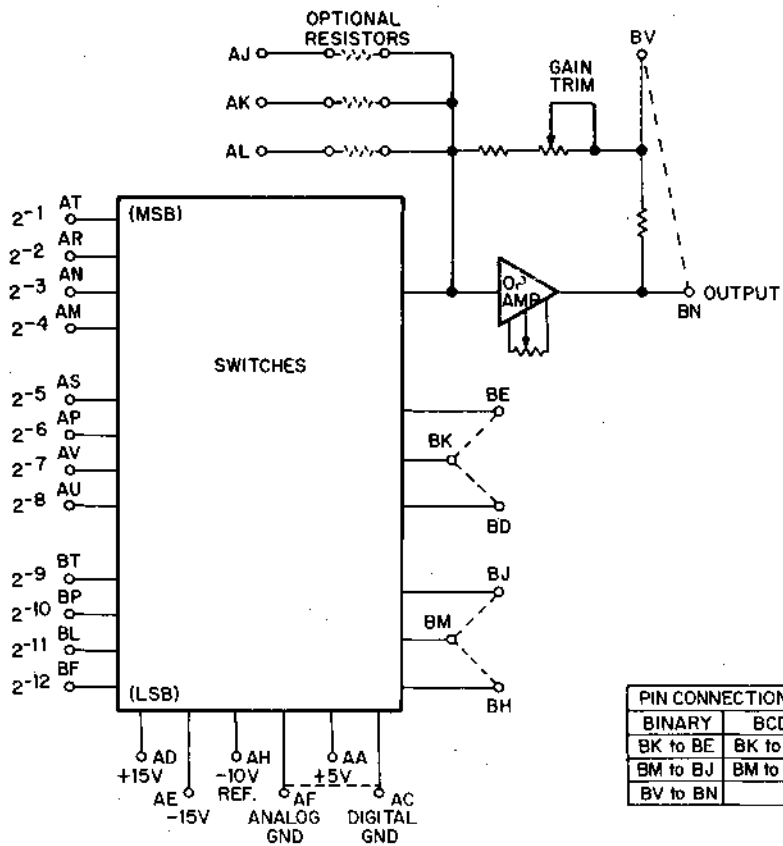 OPTIONAL
RESISTORS
AJ
AK
AL
GAIN
TRIM
BV
2-1 AT
2-2 AR
2-3 AN
2-4 AM
2-5 AS
2-6 AP
2-7 AV
2-8 AU
2-9 BT
2-10 BP
2-11 BL
2-12 BF
(MSB)
SWITCHES
(LSB)
OP
AMP
OUTPUT
BN
BE
BK
BD
BJ
BM
BH
AD
+15V
AE
-15V
AH
-10V
REF.
AF
ANALOG
GND
AA
+5V
AC
DIGITAL
GND
PIN CONNECTION
BINARY BCD
BK to BE BK to
BM to BJ BM to
BV to BN